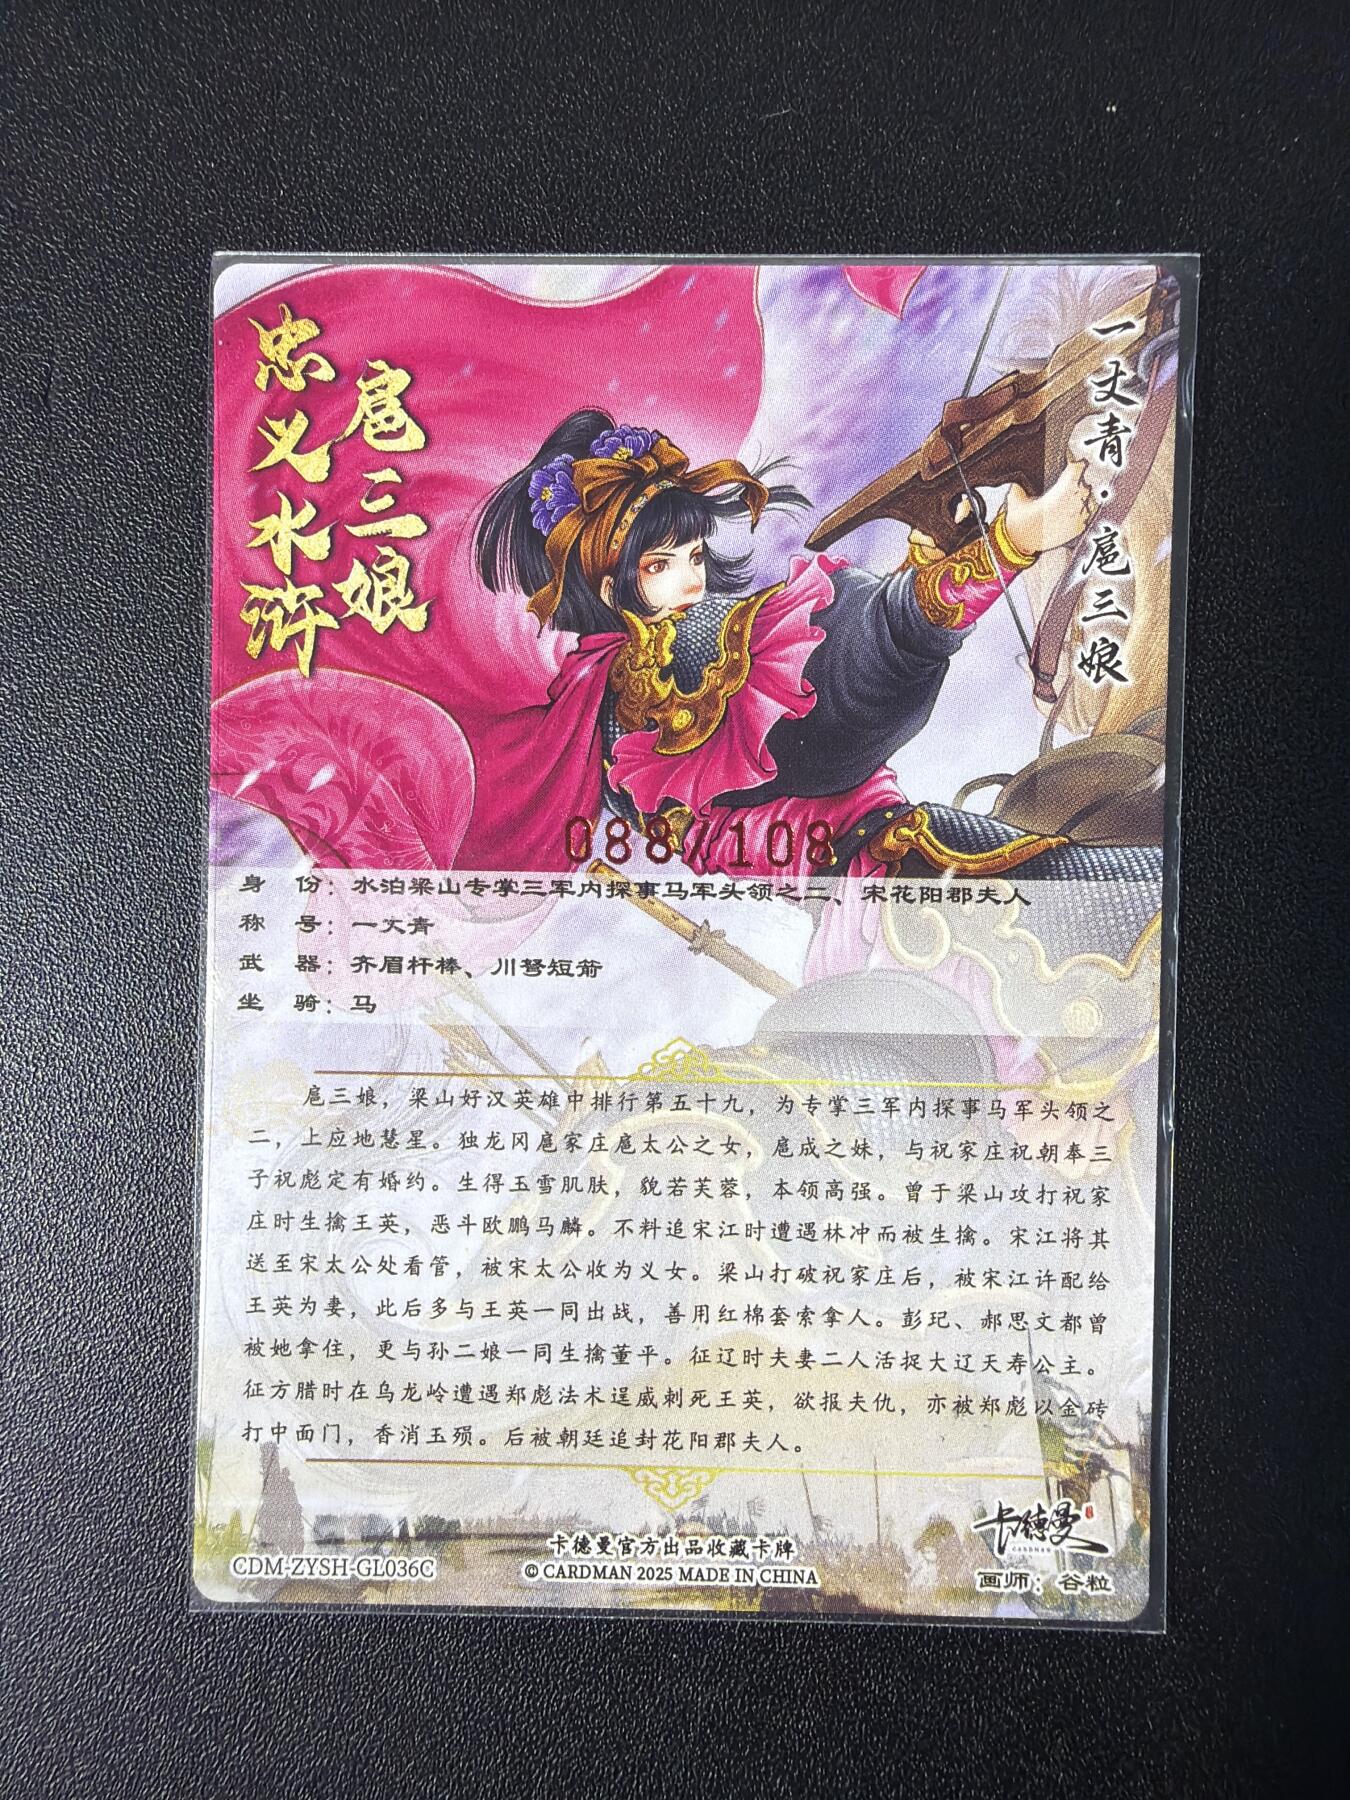 忠义水浒
扈三娘
一丈青·扈三娘
088/108
身 份：水泊梁山专掌三军内探事马军头领之二、宋花阳郡夫人
称 号：一丈青
武 器：齐眉杆棒、川弩短箭
坐 骑：马
扈三娘，梁山好汉英雄中排行第五十九，为专掌三军内探事马军头领之
二，上应地慧星。独龙冈扈家庄扈太公之女，扈成之妹，与祝家庄祝朝奉三
子祝彪定有婚约。生得玉雪肌肤，貌若芙蓉，本领高强。曾于梁山攻打祝家
庄时生擒王英，恶斗欧鹏马麟。不料追宋江时遭遇林冲而被生擒。宋江将其
送至宋太公处看管，被宋太公收为义女。梁山打破祝家庄后，被宋江许配给
王英为妻，此后多与王英一同出战，善用红棉套索拿人。彭玘、郝思文都曾
被她拿住，更与孙二娘一同生擒董平。征辽时夫妻二人活捉大辽天寿公主。
征方腊时在乌龙岭遭遇郑彪法术逞威刺死王英，欲报夫仇，亦被郑彪以金砖
打中面门，香消玉殒。后被朝廷追封花阳郡夫人。
卡德曼
CARDMAN
卡德曼官方出品收藏卡牌
CDM-ZYSH-GL036C
© CARDMAN 2025 MADE IN CHINA
画师：谷粒